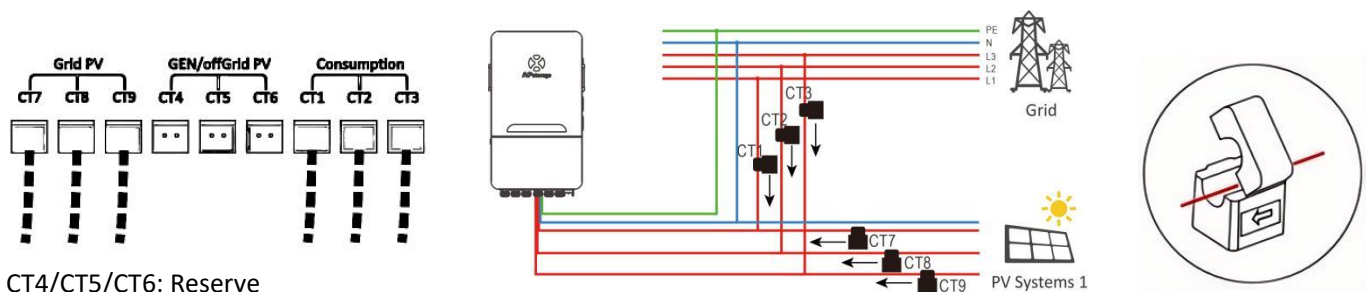 Grid PV GEN/offGrid PV Consumption
CT7 CT8 CT9 CT4 CT5 CT6 CT1 CT2 CT3
CT4/CT5/CT6: Reserve
APstorage
PE
N
L3
L2
L1
Grid
CT3
CT2
CT1
CT7
CT8
CT9
PV Systems 1